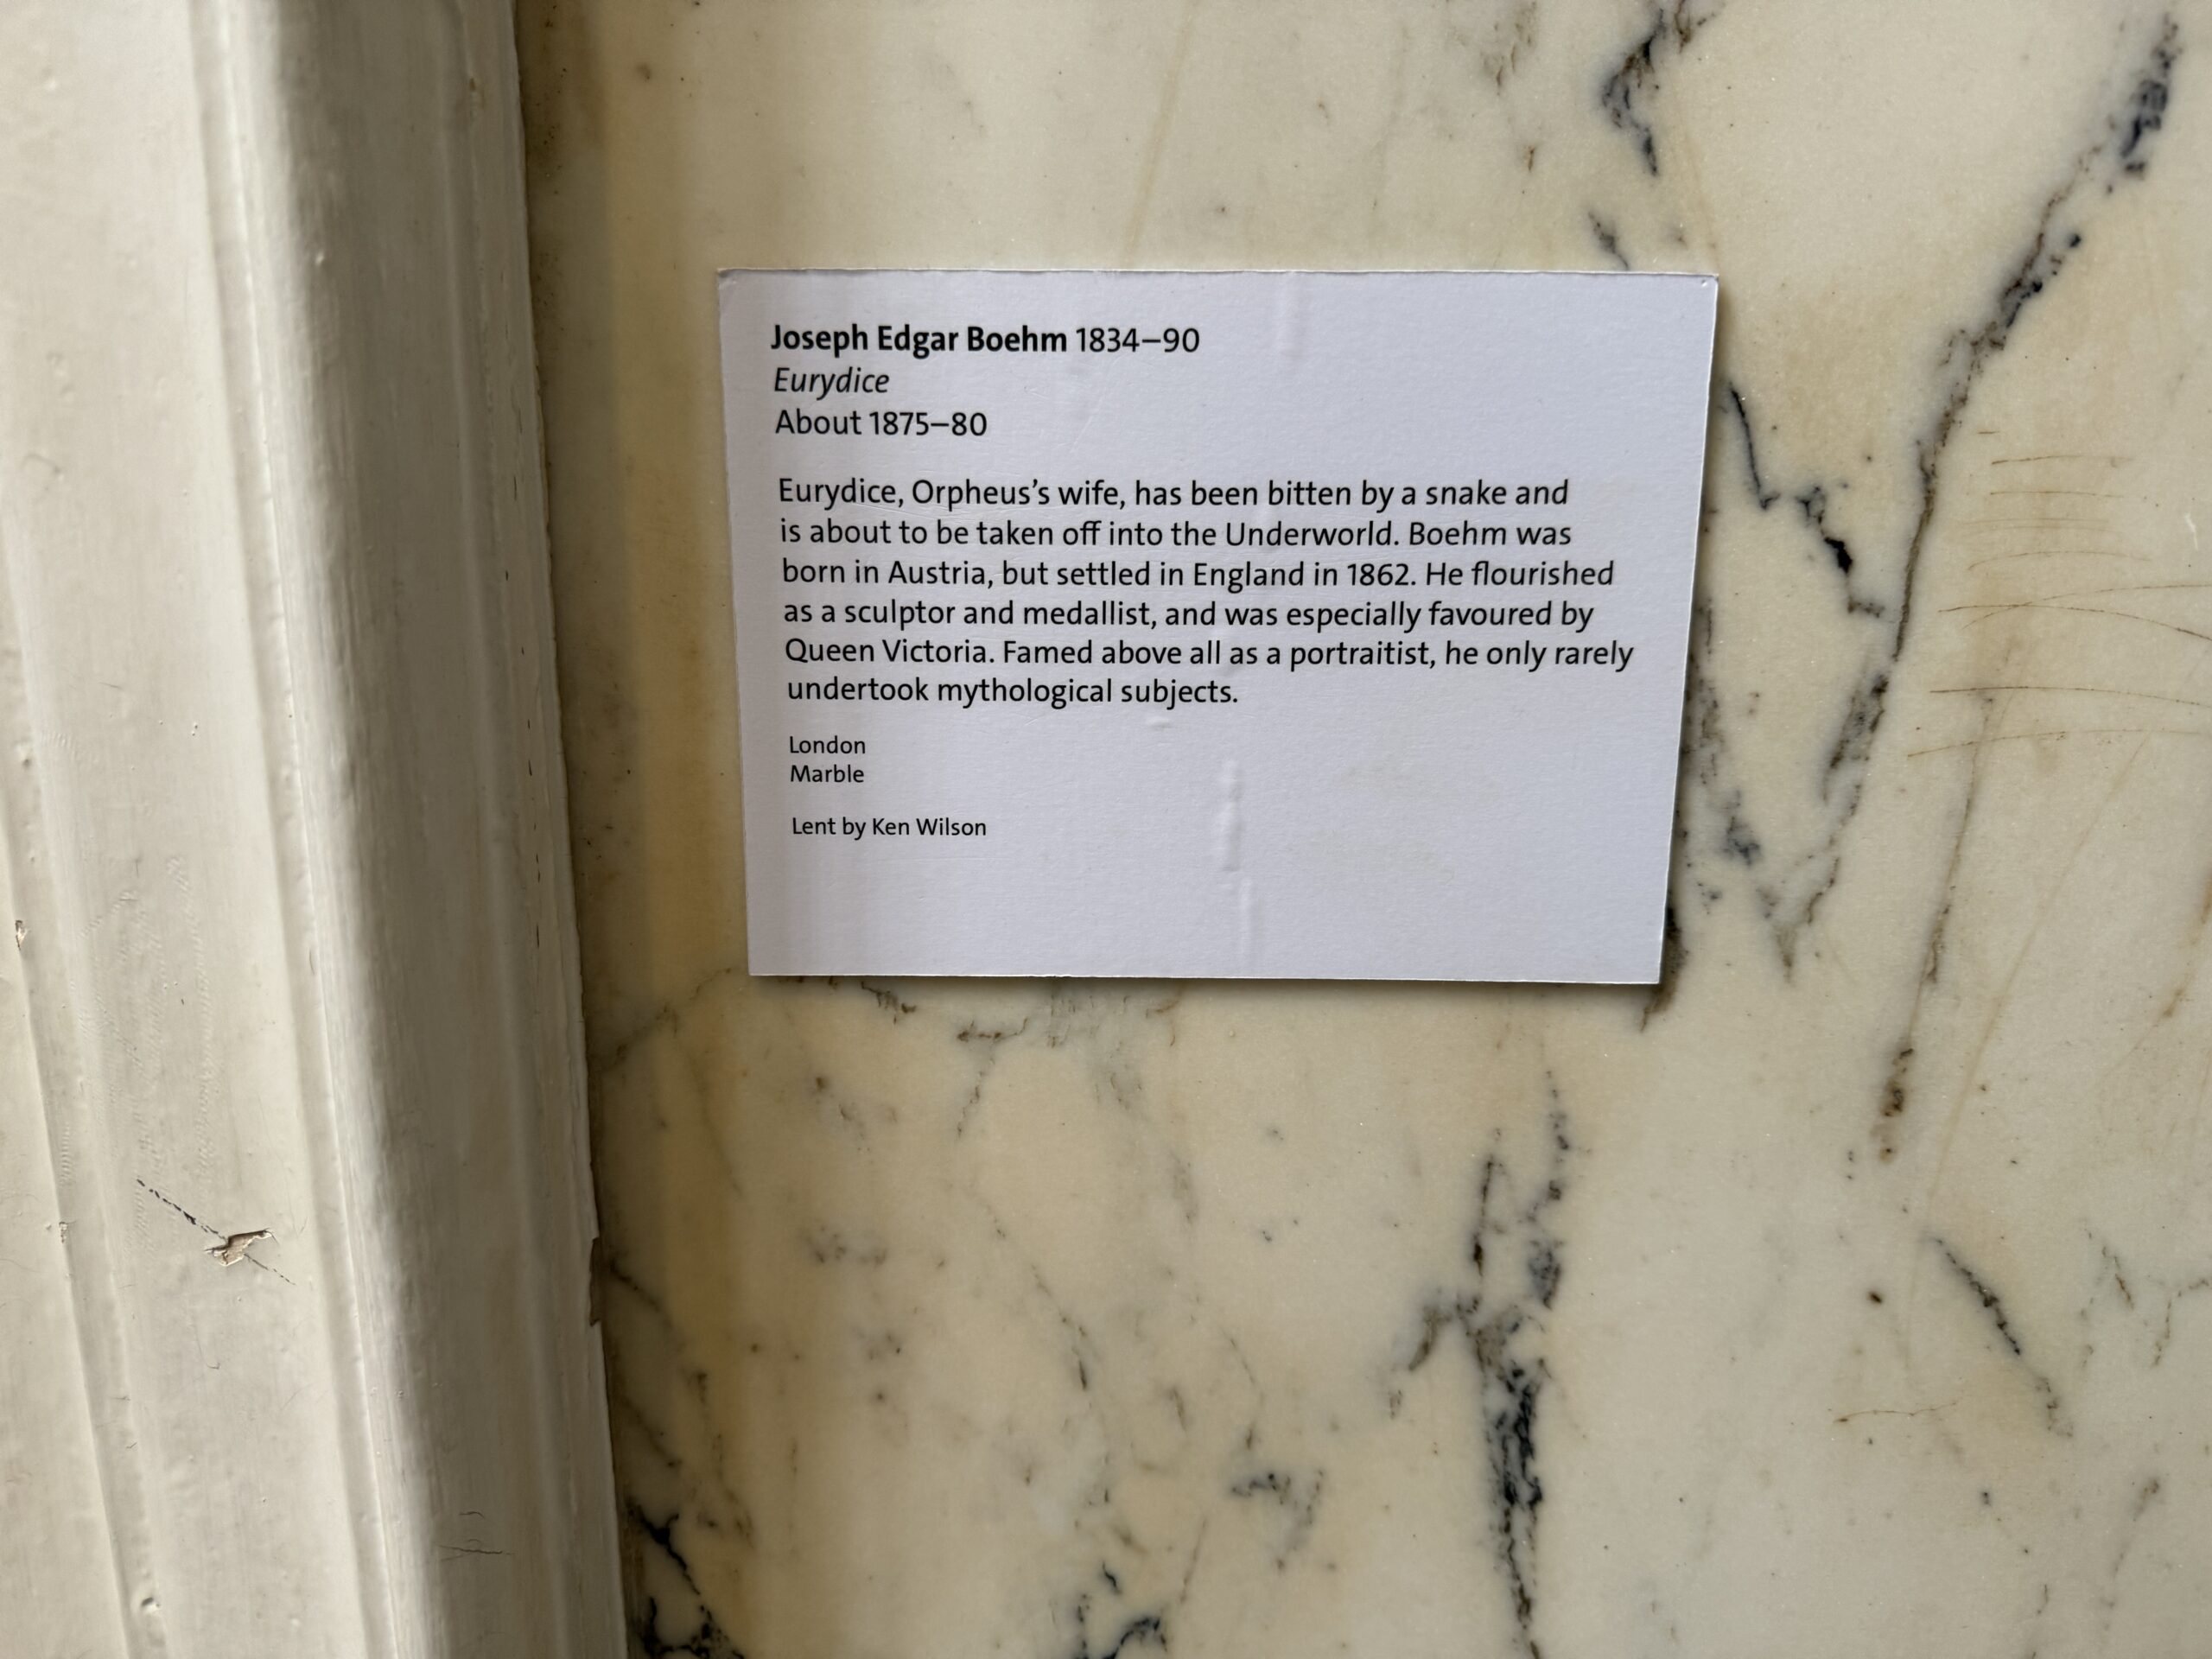 Joseph Edgar Boehm 1834–90
Eurydice
About 1875–80
Eurydice, Orpheus’s wife, has been bitten by a snake and
is about to be taken off into the Underworld. Boehm was
born in Austria, but settled in England in 1862. He flourished
as a sculptor and medallist, and was especially favoured by
Queen Victoria. Famed above all as a portraitist, he only rarely
undertook mythological subjects.
London
Marble
Lent by Ken Wilson